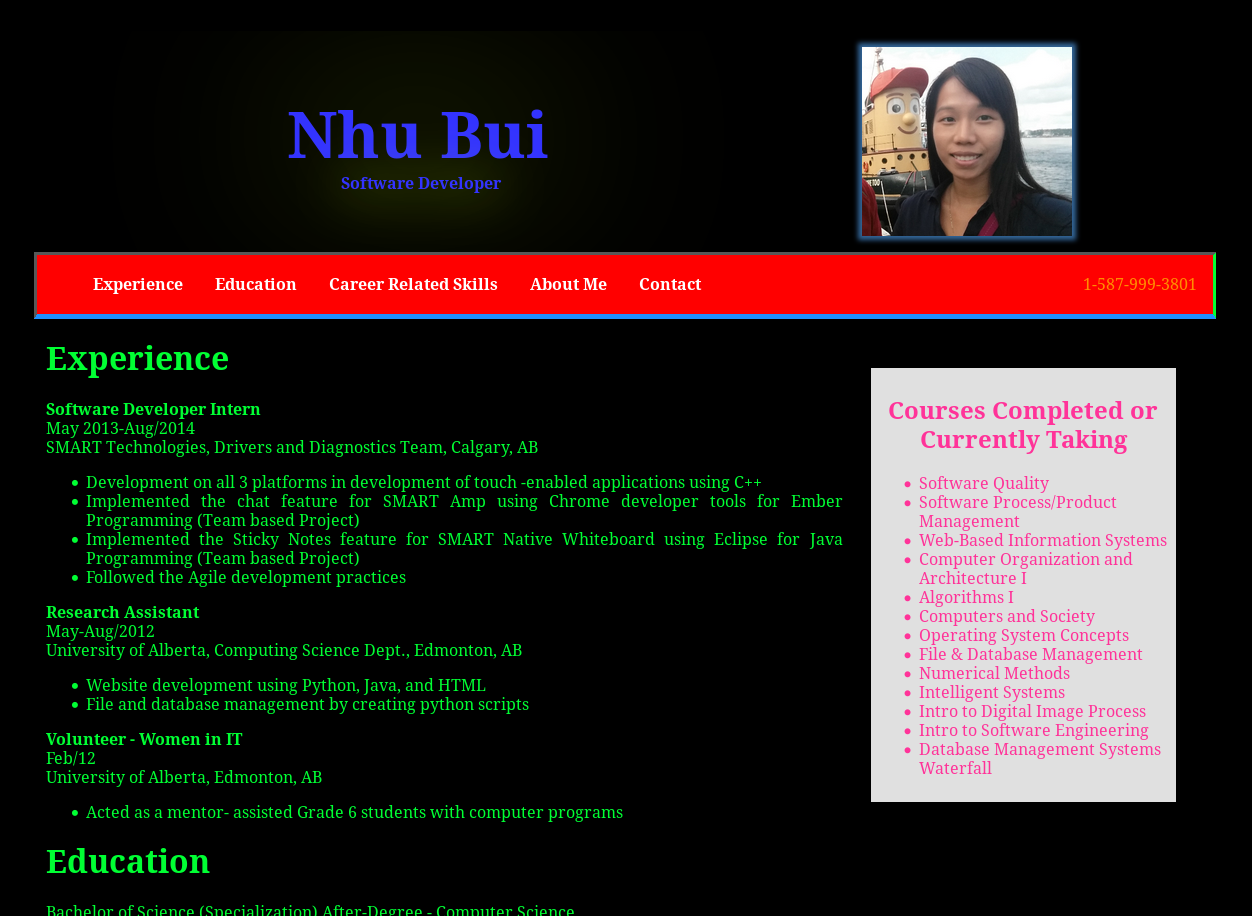 Nhu Bui
Software Developer
Experience Education Career Related Skills About Me Contact 1-587-999-3801
Experience
Software Developer Intern
May 2013-Aug/2014
SMART Technologies, Drivers and Diagnostics Team, Calgary, AB
Development on all 3 platforms in development of touch -enabled applications using C++
Implemented the chat feature for SMART Amp using Chrome developer tools for Ember
Programming (Team based Project)
Implemented the Sticky Notes feature for SMART Native Whiteboard using Eclipse for Java
Programming (Team based Project)
Followed the Agile development practices
Research Assistant
May-Aug/2012
University of Alberta, Computing Science Dept., Edmonton, AB
Website development using Python, Java, and HTML
File and database management by creating python scripts
Volunteer - Women in IT
Feb/12
University of Alberta, Edmonton, AB
Acted as a mentor- assisted Grade 6 students with computer programs
Education
Bachelor of Science (Specialization) After-Degree - Computer Science
Courses Completed or
Currently Taking
Software Quality
Software Process/Product
Management
Web-Based Information Systems
Computer Organization and
Architecture I
Algorithms I
Computers and Society
Operating System Concepts
File & Database Management
Numerical Methods
Intelligent Systems
Intro to Digital Image Process
Intro to Software Engineering
Database Management Systems
Waterfall